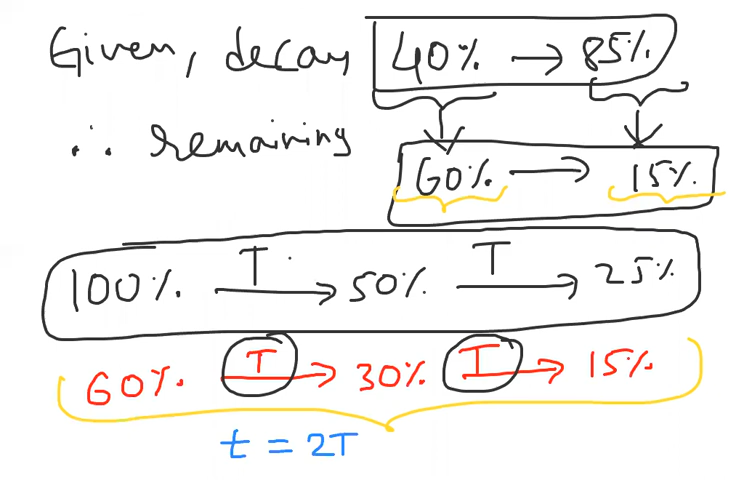 Given, decay 40% → 85%
∴ remaining 60% → 15%
100% T → 50% T → 25%
60% T → 30% T → 15%
t = 2T